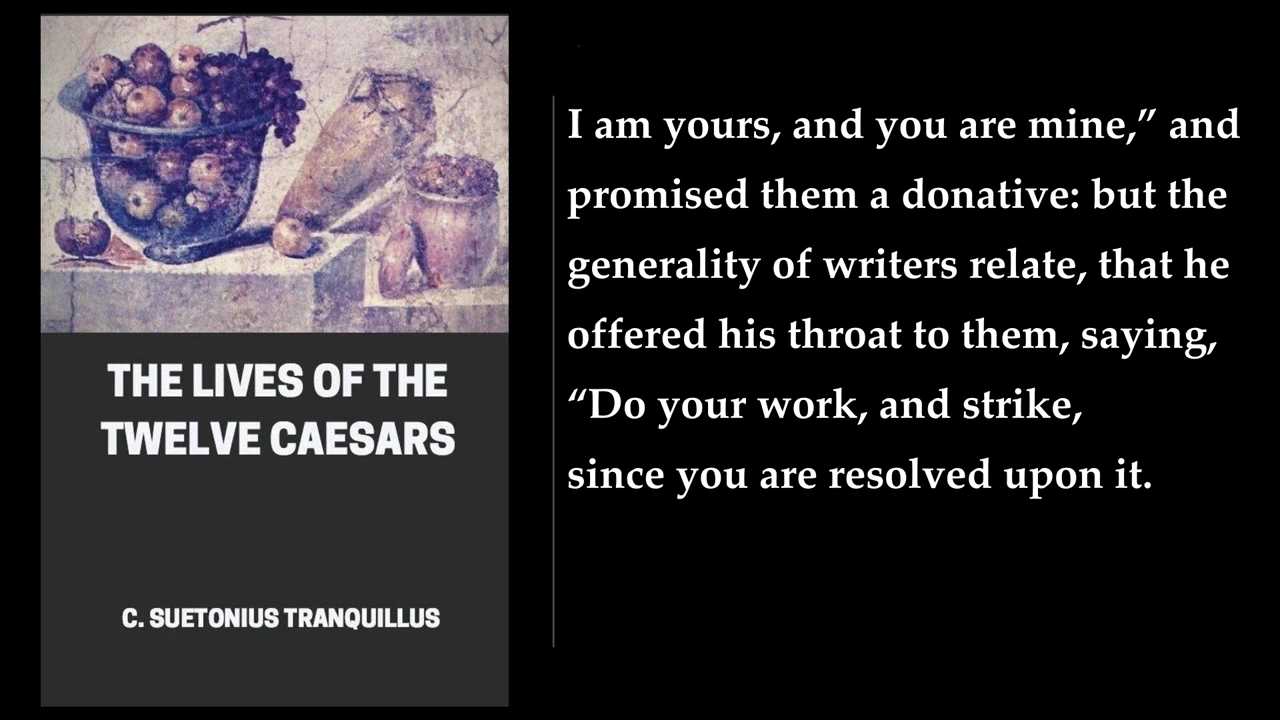 THE LIVES OF THE
TWELVE CAESARS
C. SUETONIUS TRANQUILLUS
I am yours, and you are mine,” and
promised them a donative: but the
generality of writers relate, that he
offered his throat to them, saying,
“Do your work, and strike,
since you are resolved upon it.